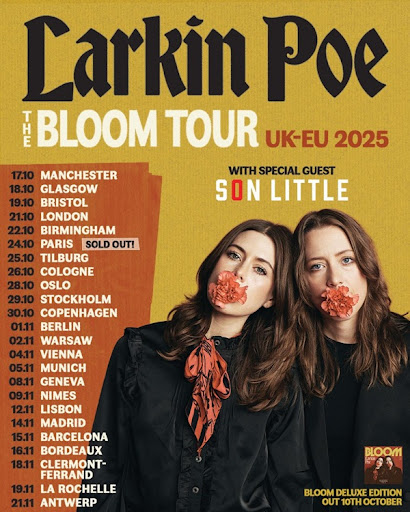 Larkin Poe
THE BLOOM TOUR UK-EU 2025
WITH SPECIAL GUEST
SON LITTLE
17.10 MANCHESTER
18.10 GLASGOW
19.10 BRISTOL
21.10 LONDON
22.10 BIRMINGHAM
24.10 PARIS SOLD OUT!
25.10 TILBURG
26.10 COLOGNE
28.10 OSLO
29.10 STOCKHOLM
30.10 COPENHAGEN
01.11 BERLIN
02.11 WARSAW
04.11 VIENNA
05.11 MUNICH
08.11 GENEVA
09.11 NIMES
12.11 LISBON
14.11 MADRID
15.11 BARCELONA
16.11 BORDEAUX
18.11 CLERMONT-
FERRAND
19.11 LA ROCHELLE
21.11 ANTWERP
BLOOM
BLOOM DELUXE EDITION
OUT 10TH OCTOBER